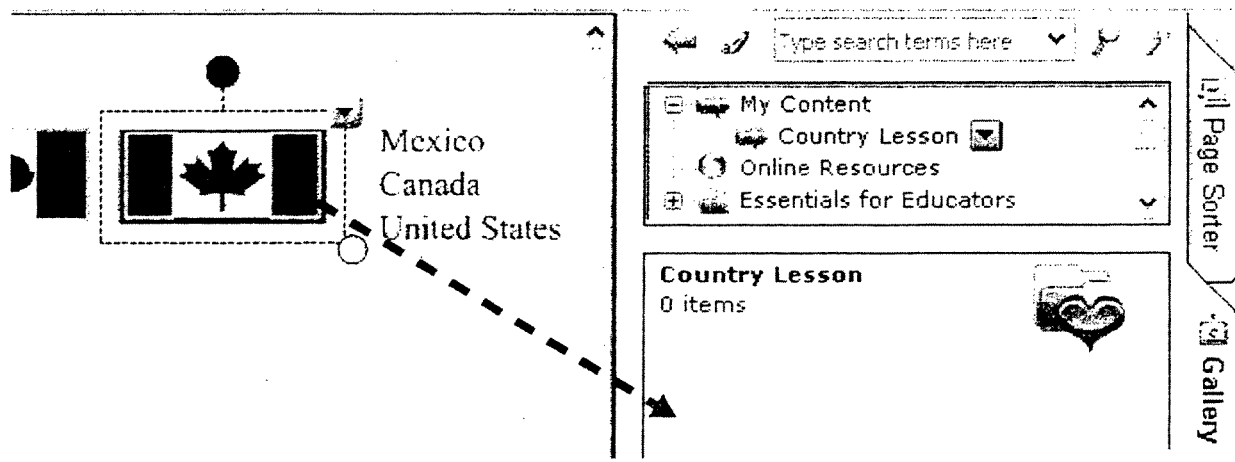 Type search terms here
My Content
Country Lesson
Online Resources
Essentials for Educators
Mexico
Canada
United States
Country Lesson
0 items
Page Sorter
Gallery